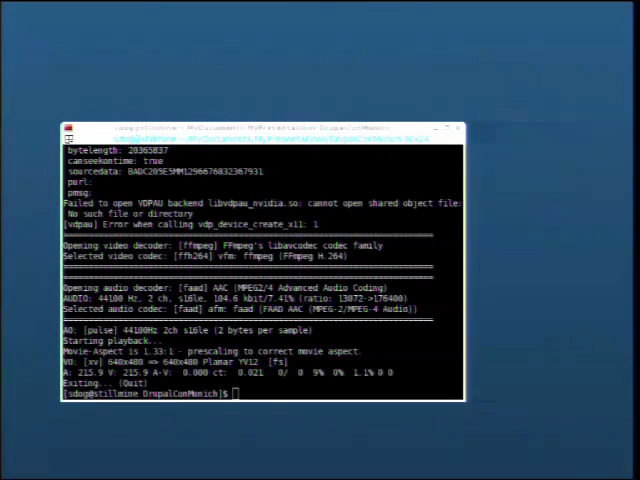 bytelength: 20365837
canseekontime: true
sourcedata: BADC205E5MM1296676832367931
purl:
pmsg:
Failed to open VDPAU backend libvdpau_nvidia.so: cannot open shared object file:
No such file or directory
[vdpau] Error when calling vdp_device_create_x11: 1
==========================================================================
Opening video decoder: [ffmpeg] FFmpeg's libavcodec codec family
Selected video codec: [ffh264] vfm: ffmpeg (FFmpeg H.264)
==========================================================================
==========================================================================
Opening audio decoder: [faad] AAC (MPEG2/4 Advanced Audio Coding)
AUDIO: 44100 Hz, 2 ch, s16le, 104.6 kbit/7.41% (ratio: 13072->176400)
Selected audio codec: [faad] afm: faad (FAAD AAC (MPEG-2/MPEG-4 Audio))
==========================================================================
AO: [pulse] 44100Hz 2ch s16le (2 bytes per sample)
Starting playback...
Movie-Aspect is 1.33:1 - prescaling to correct movie aspect.
VO: [xv] 640x480 => 640x480 Planar YV12 [fs]
A: 215.9 V: 215.9 A-V: 0.000 ct: 0.021 0/ 0 9% 0% 1.1% 0 0
Exiting... (Quit)
[sdog@stillmine DrupalConMunich]$